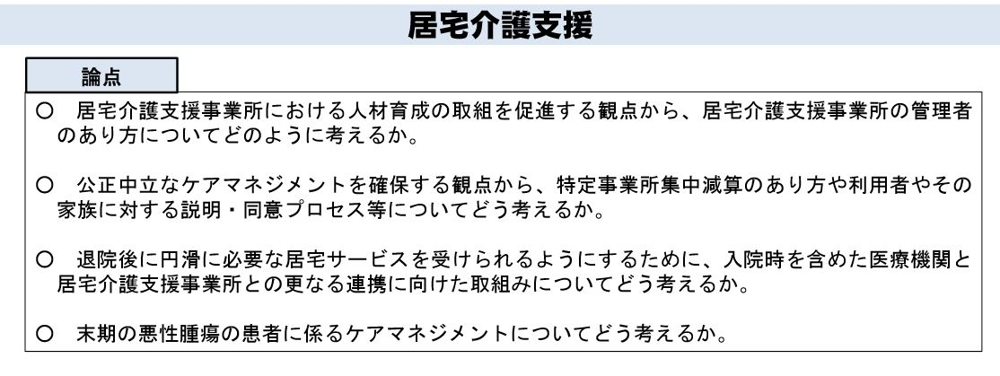 居宅介護支援
論点
○ 居宅介護支援事業所における人材育成の取組を促進する観点から、居宅介護支援事業所の管理者
のあり方についてどのように考えるか。
○ 公正中立なケアマネジメントを確保する観点から、特定事業所集中減算のあり方や利用者やその
家族に対する説明・同意プロセス等についてどう考えるか。
○ 退院後に円滑に必要な居宅サービスを受けられるようにするために、入院時を含めた医療機関と
居宅介護支援事業所との更なる連携に向けた取組みについてどう考えるか。
○ 末期の悪性腫瘍の患者に係るケアマネジメントについてどう考えるか。